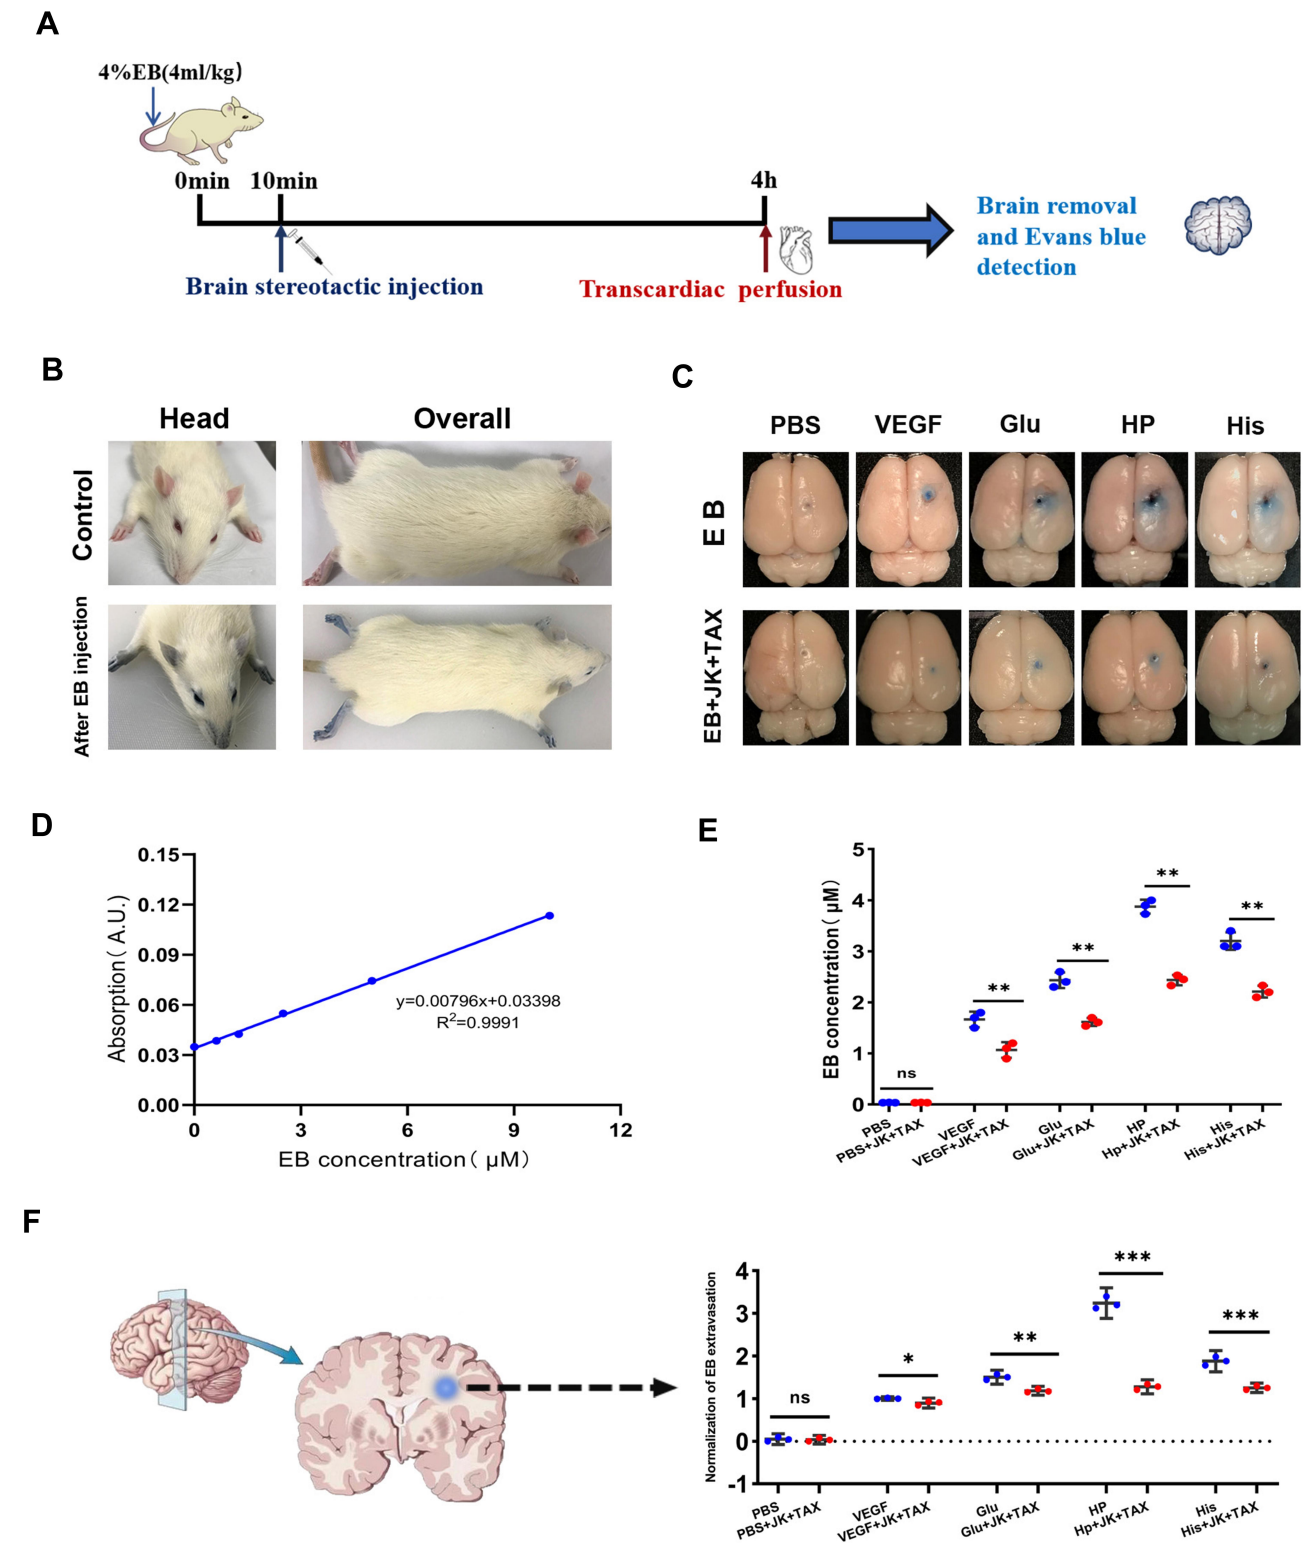 A
4%EB(4ml/kg)
0min 10min 4h
Brain stereotactic injection
Transcardiac perfusion
Brain removal
and Evans blue
detection
B
Head Overall
Control
After EB injection
C
PBS VEGF Glu HP His
E B
EB+JK+TAX
D
Absorption( A.U.)
0.15
0.12
0.09
0.06
0.03
0.00
y=0.00796x+0.03398
R²=0.9991
0 3 6 9 12
EB concentration( μM)
E
EB concentration( μM)
5
4
3
2
1
0
ns
**
**
**
**
PBS
PBS+JK+TAX
VEGF
VEGF+JK+TAX
Glu
Glu+JK+TAX
HP
Hp+JK+TAX
His
His+JK+TAX
F
Normalization of EB extravasation
4
3
2
1
0
-1
ns
*
**
***
***
PBS
PBS+JK+TAX
VEGF
VEGF+JK+TAX
Glu
Glu+JK+TAX
HP
Hp+JK+TAX
His
His+JK+TAX